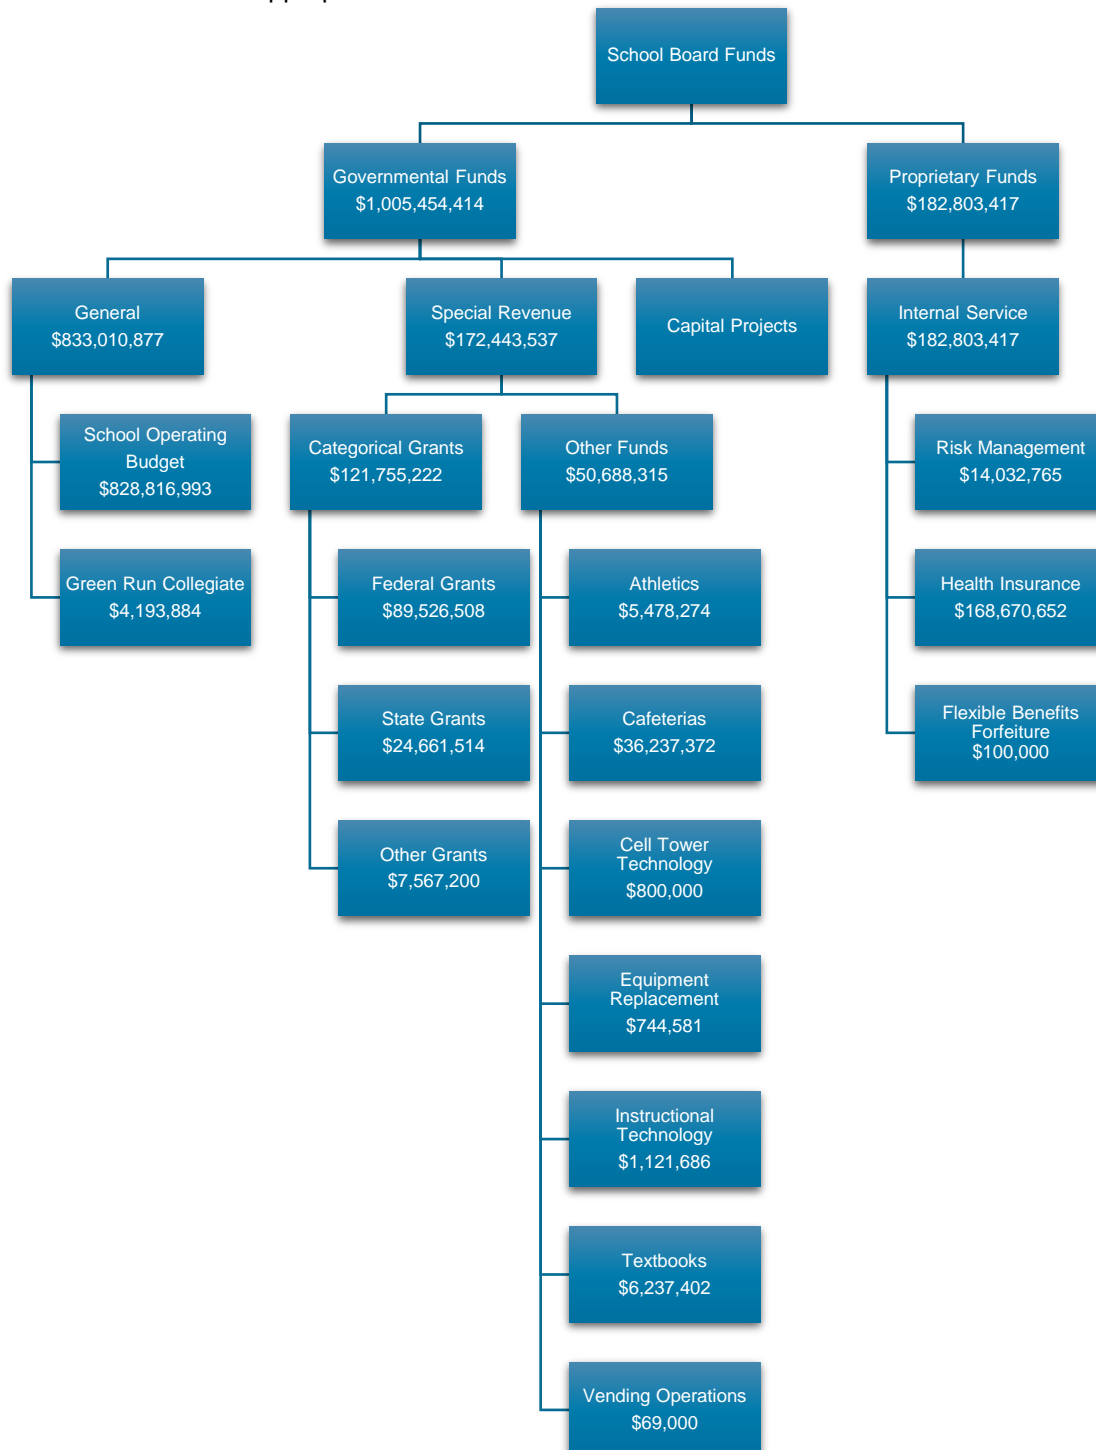 School Board Funds
Governmental Funds
$1,005,454,414
Proprietary Funds
$182,803,417
General
$833,010,877
Special Revenue
$172,443,537
Capital Projects
Internal Service
$182,803,417
School Operating
Budget
$828,816,993
Categorical Grants
$121,755,222
Other Funds
$50,688,315
Risk Management
$14,032,765
Green Run Collegiate
$4,193,884
Federal Grants
$89,526,508
Athletics
$5,478,274
Health Insurance
$168,670,652
State Grants
$24,661,514
Cafeterias
$36,237,372
Flexible Benefits
Forfeiture
$100,000
Other Grants
$7,567,200
Cell Tower
Technology
$800,000
Equipment
Replacement
$744,581
Instructional
Technology
$1,121,686
Textbooks
$6,237,402
Vending Operations
$69,000